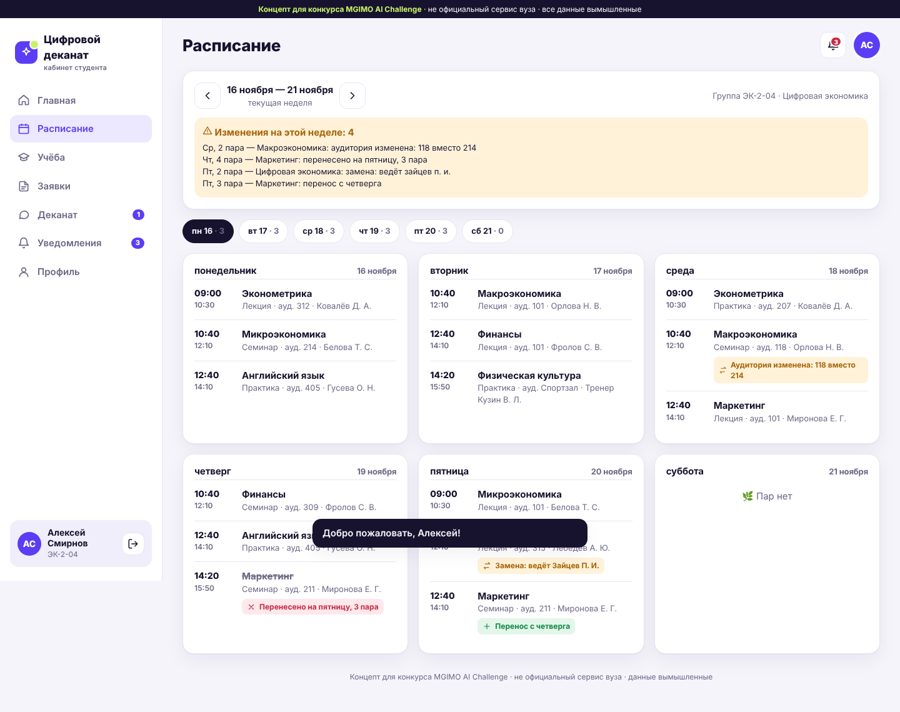 Концепт для конкурса MGIMO AI Challenge · не официальный сервис вуза · все данные вымышленные
Цифровой
деканат
кабинет студента
Главная
Расписание
Учёба
Заявки
Деканат 1
Уведомления 3
Профиль
АС
Алексей
Смирнов
ЭК-2-04
Расписание
3
АС
16 ноября — 21 ноября
текущая неделя
Группа ЭК-2-04 · Цифровая экономика
Изменения на этой неделе: 4
Ср, 2 пара — Макроэкономика: аудитория изменена: 118 вместо 214
Чт, 4 пара — Маркетинг: перенесено на пятницу, 3 пара
Пт, 2 пара — Цифровая экономика: замена: ведёт зайцев п. и.
Пт, 3 пара — Маркетинг: перенос с четверга
пн 16 · 3
вт 17 · 3
ср 18 · 3
чт 19 · 3
пт 20 · 3
сб 21 · 0
понедельник 16 ноября
09:00 Эконометрика
10:30 Лекция · ауд. 312 · Ковалёв Д. А.
10:40 Микроэкономика
12:10 Семинар · ауд. 214 · Белова Т. С.
12:40 Английский язык
14:10 Практика · ауд. 405 · Гусева О. Н.
вторник 17 ноября
10:40 Макроэкономика
12:10 Лекция · ауд. 101 · Орлова Н. В.
12:40 Финансы
14:10 Лекция · ауд. 101 · Фролов С. В.
14:20 Физическая культура
15:50 Практика · ауд. Спортзал · Тренер
Кузин В. Л.
среда 18 ноября
09:00 Эконометрика
10:30 Практика · ауд. 207 · Ковалёв Д. А.
10:40 Макроэкономика
12:10 Семинар · ауд. 118 · Орлова Н. В.
Аудитория изменена: 118 вместо
214
12:40 Маркетинг
14:10 Лекция · ауд. 101 · Миронова Е. Г.
четверг 19 ноября
10:40 Финансы
12:10 Семинар · ауд. 309 · Фролов С. В.
12:40 Английский
14:10 Практика · ауд. 405 · Гусева О. Н.
14:20 Маркетинг
15:50 Семинар · ауд. 211 · Миронова Е. Г.
Перенесено на пятницу, 3 пара
пятница 20 ноября
09:00 Микроэкономика
10:30 Лекция · ауд. 101 · Белова Т. С.
12:10 Лекция · ауд. 315 · Лебедев А. Ю.
Замена: ведёт Зайцев П. И.
12:40 Маркетинг
14:10 Семинар · ауд. 211 · Миронова Е. Г.
Перенос с четверга
суббота 21 ноября
Пар нет
Добро пожаловать, Алексей!
Концепт для конкурса MGIMO AI Challenge · не официальный сервис вуза · данные вымышленные